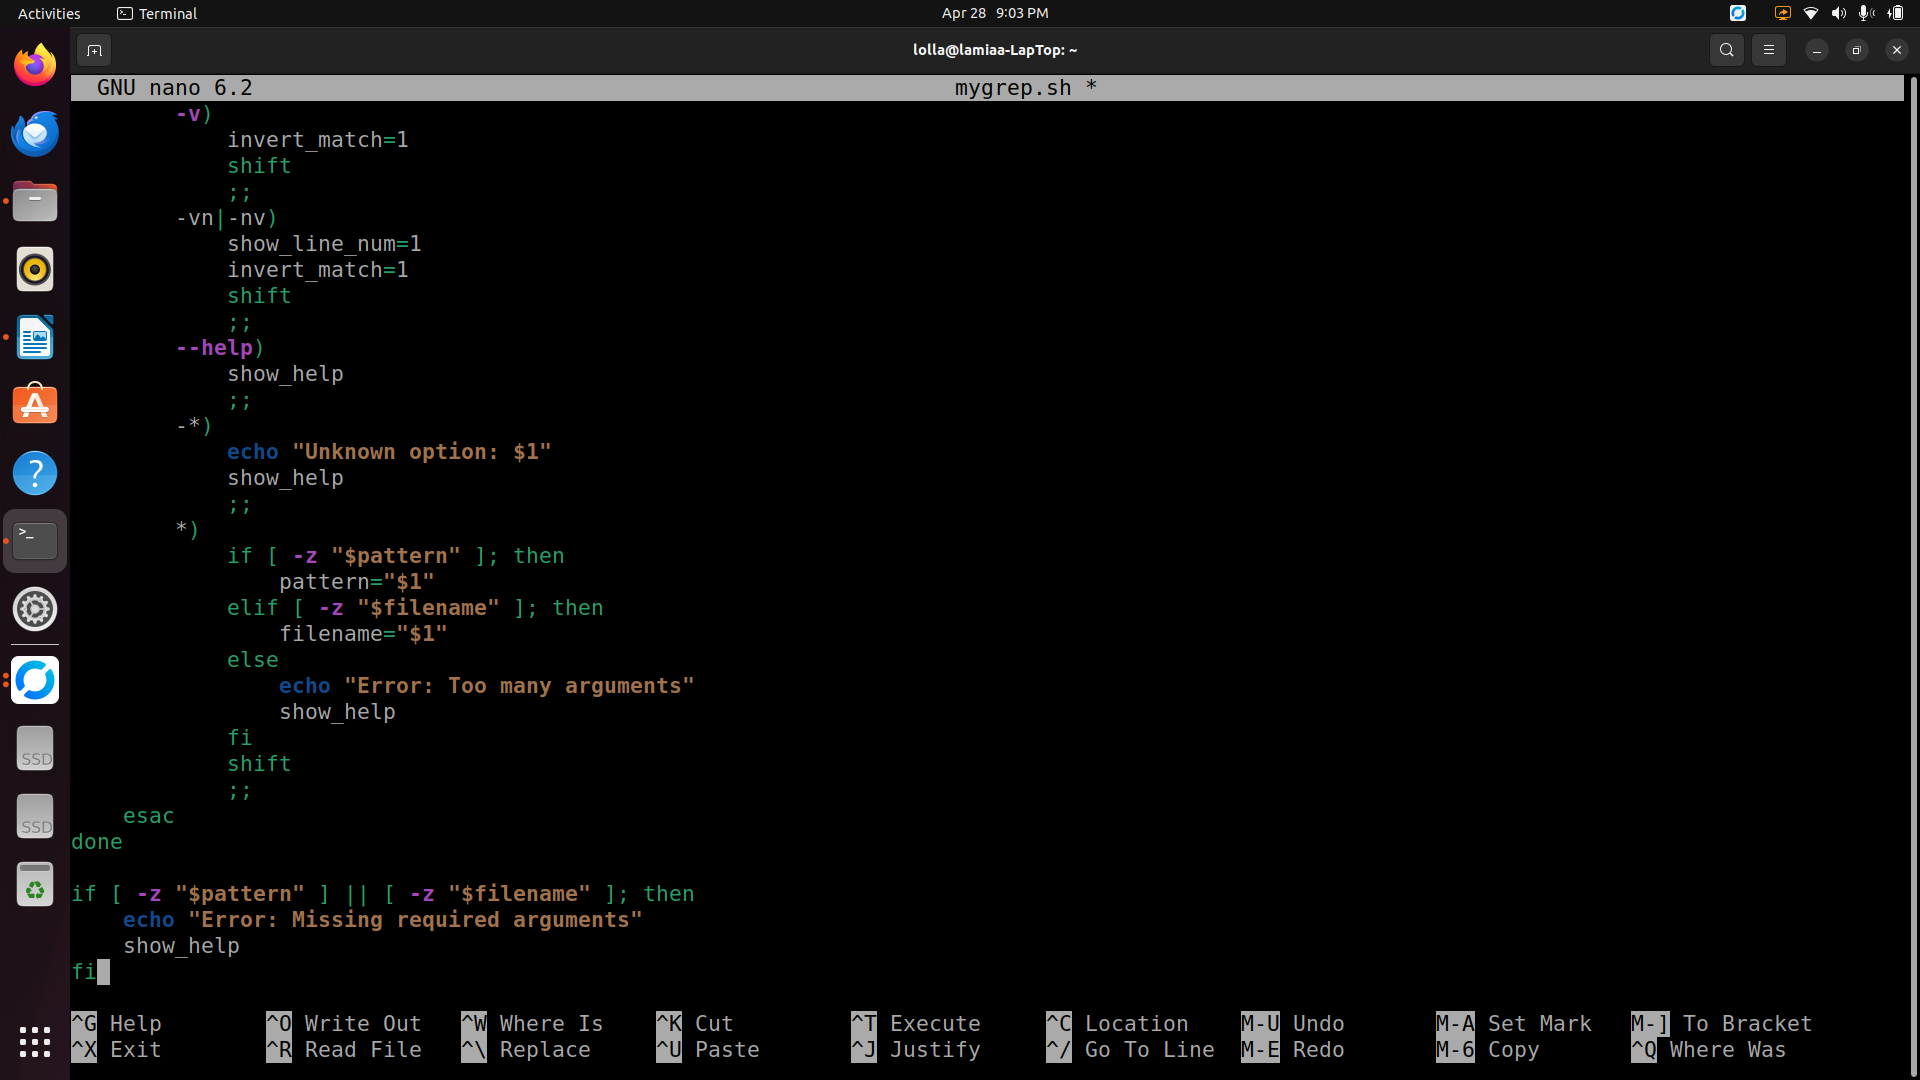 Activities Terminal Apr 28 9:03 PM
lolla@lamiaa-LapTop: ~
GNU nano 6.2 mygrep.sh *
        -v)
            invert_match=1
            shift
            ;;
        -vn|-nv)
            show_line_num=1
            invert_match=1
            shift
            ;;
        --help)
            show_help
            ;;
        -*)
            echo "Unknown option: $1"
            show_help
            ;;
        *)
            if [ -z "$pattern" ]; then
                pattern="$1"
            elif [ -z "$filename" ]; then
                filename="$1"
            else
                echo "Error: Too many arguments"
                show_help
            fi
            shift
            ;;
    esac
done
if [ -z "$pattern" ] || [ -z "$filename" ]; then
    echo "Error: Missing required arguments"
    show_help
fi
SSD
SSD
^G Help ^O Write Out ^W Where Is ^K Cut ^T Execute ^C Location M-U Undo M-A Set Mark M-] To Bracket
^X Exit ^R Read File ^\ Replace ^U Paste ^J Justify ^/ Go To Line M-E Redo M-6 Copy ^Q Where Was